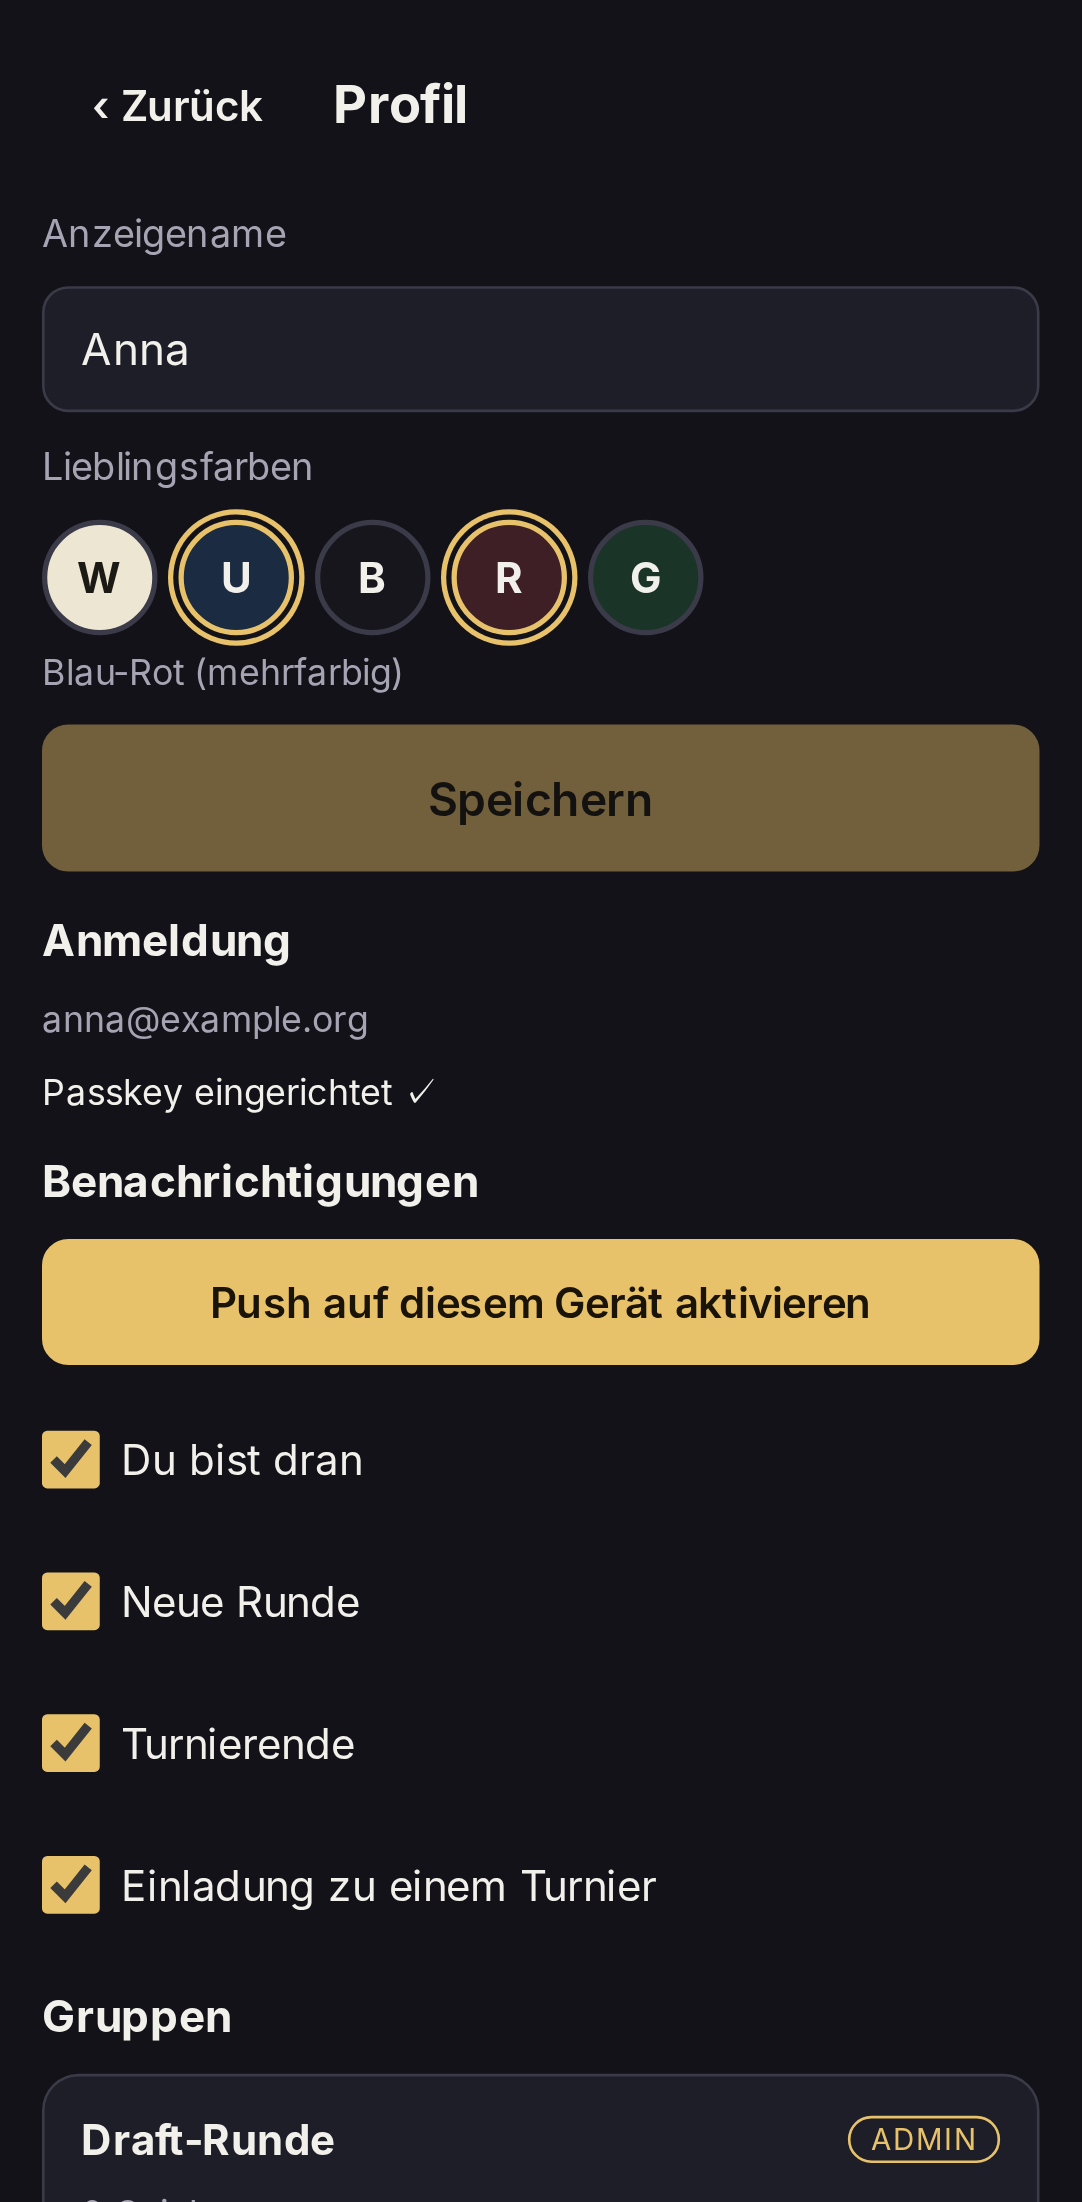 ‹ Zurück Profil
Anzeigename
Anna
Lieblingsfarben
W U B R G
Blau-Rot (mehrfarbig)
Speichern
Anmeldung
anna@example.org
Passkey eingerichtet ✓
Benachrichtigungen
Push auf diesem Gerät aktivieren
Du bist dran
Neue Runde
Turnierende
Einladung zu einem Turnier
Gruppen
Draft-Runde ADMIN